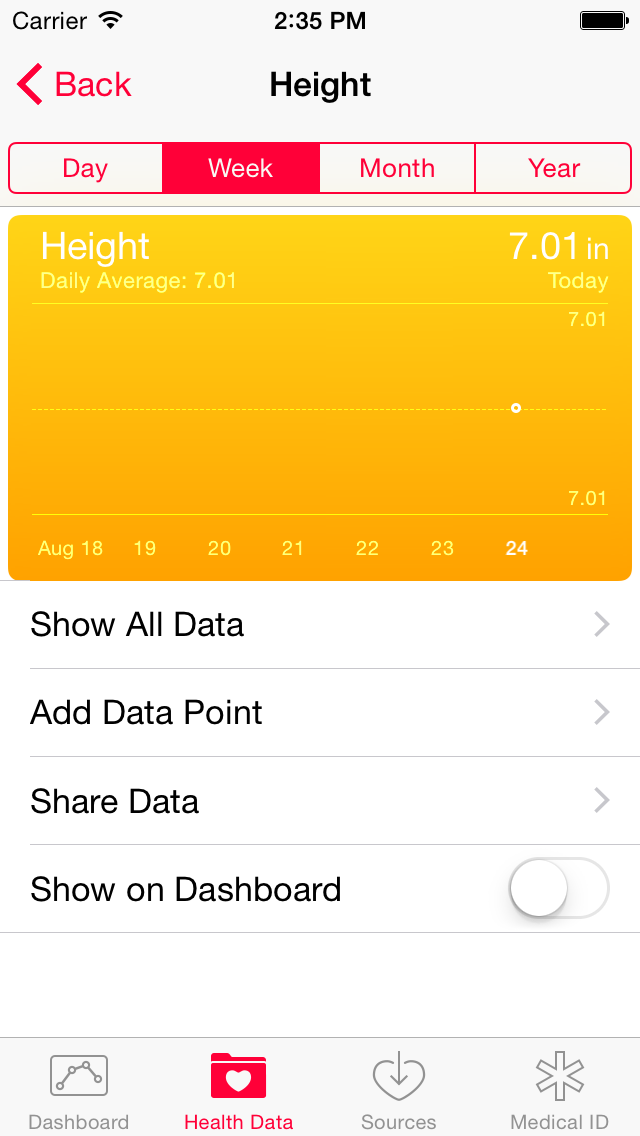 Carrier 2:35 PM
Back Height
Day Week Month Year
Height 7.01 in
Daily Average: 7.01 Today
7.01
7.01
Aug 18 19 20 21 22 23 24
Show All Data
Add Data Point
Share Data
Show on Dashboard
Dashboard Health Data Sources Medical ID